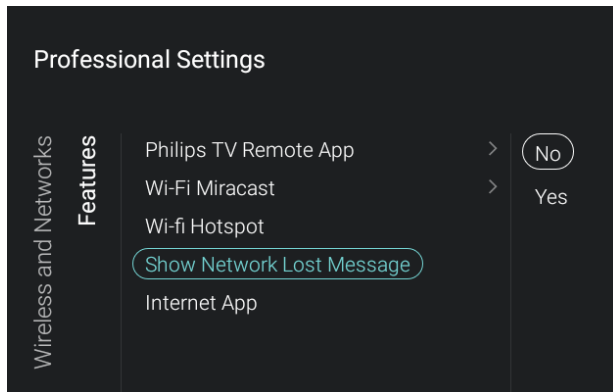 Professional Settings
Wireless and Networks
Features
Philips TV Remote App
Wi-Fi Miracast
Wi-fi Hotspot
Show Network Lost Message
Internet App
No
Yes